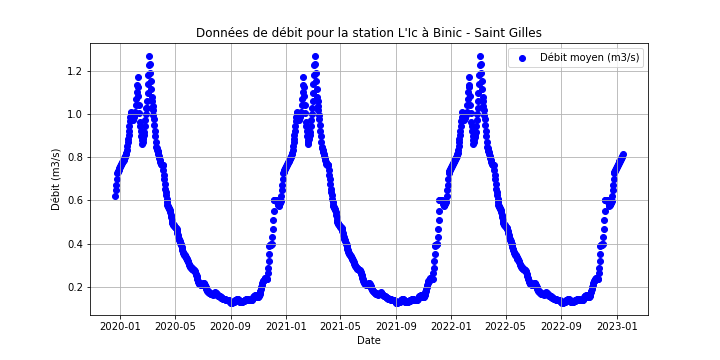 Données de débit pour la station L'Ic à Binic - Saint Gilles
Débit moyen (m3/s)
Débit (m3/s)
1.2
1.0
0.8
0.6
0.4
0.2
2020-01 2020-05 2020-09 2021-01 2021-05 2021-09 2022-01 2022-05 2022-09 2023-01
Date